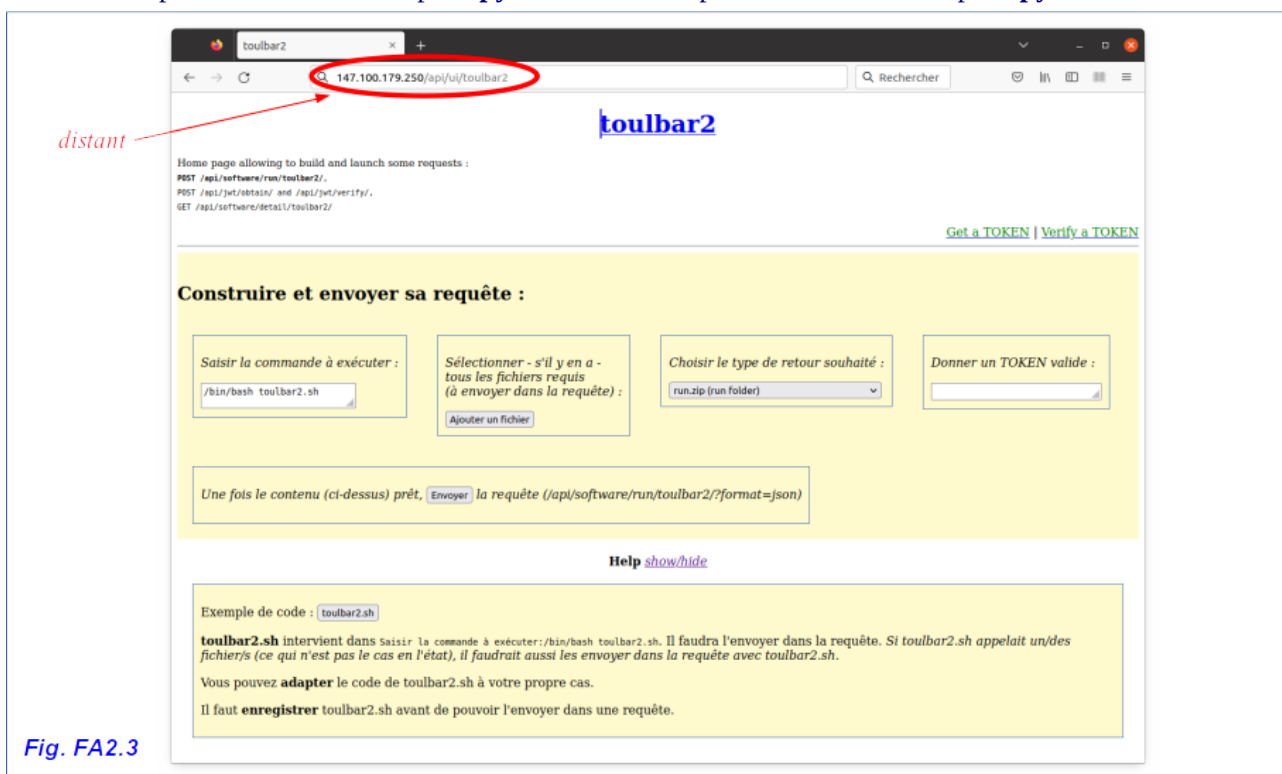 toulbar2
147.100.179.250/api/ui/toulbar2
Rechercher
distant
toulbar2
Home page allowing to build and launch some requests :
POST /api/software/run/toulbar2/,
POST /api/jwt/obtain/ and /api/jwt/verify/,
GET /api/software/detail/toulbar2/
Get a TOKEN | Verify a TOKEN
Construire et envoyer sa requête :
Saisir la commande à exécuter :
/bin/bash toulbar2.sh
Sélectionner - s'il y en a -
tous les fichiers requis
(à envoyer dans la requête) :
Ajouter un fichier
Choisir le type de retour souhaité :
run.zip (run folder)
Donner un TOKEN valide :
Une fois le contenu (ci-dessus) prêt, Envoyer la requête (/api/software/run/toulbar2/?format=json)
Help show/hide
Exemple de code : toulbar2.sh
toulbar2.sh intervient dans Saisir la commande à exécuter:/bin/bash toulbar2.sh. Il faudra l'envoyer dans la requête. Si toulbar2.sh appelait un/des
fichier/s (ce qui n'est pas le cas en l'état), il faudrait aussi les envoyer dans la requête avec toulbar2.sh.
Vous pouvez adapter le code de toulbar2.sh à votre propre cas.
Il faut enregistrer toulbar2.sh avant de pouvoir l'envoyer dans une requête.
Fig. FA2.3